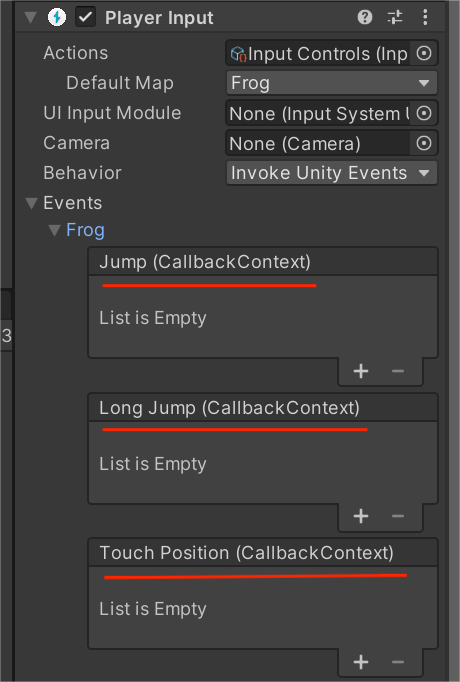 Player Input
Actions
Input Controls (Inp
Default Map
Frog
UI Input Module
None (Input System U
Camera
None (Camera)
Behavior
Invoke Unity Events
Events
Frog
Jump (CallbackContext)
List is Empty
+ −
Long Jump (CallbackContext)
List is Empty
+ −
Touch Position (CallbackContext)
List is Empty
+ −
3